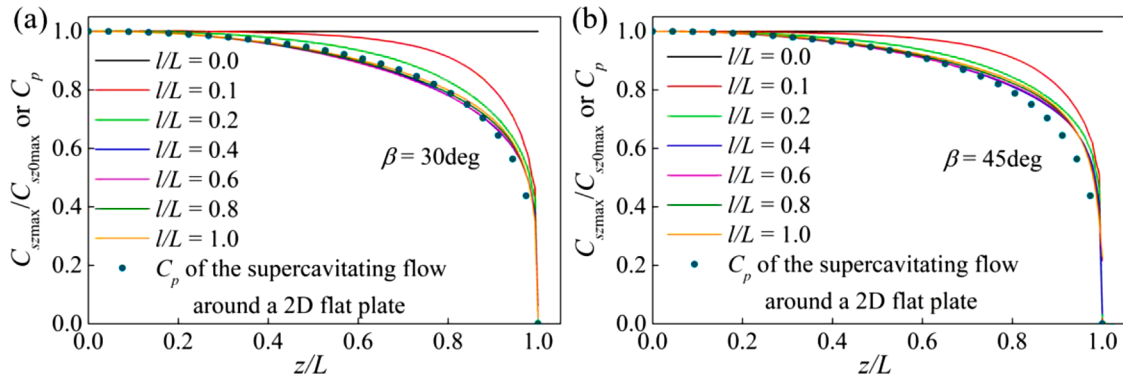 (a)
C_szmax/C_sz0max or C_p
1.0
0.8
0.6
0.4
0.2
0.0
l/L = 0.0
l/L = 0.1
l/L = 0.2
l/L = 0.4
l/L = 0.6
l/L = 0.8
l/L = 1.0
C_p of the supercavitating flow
around a 2D flat plate
β = 30deg
0.0 0.2 0.4 0.6 0.8 1.0
z/L
(b)
C_szmax/C_sz0max or C_p
1.0
0.8
0.6
0.4
0.2
0.0
l/L = 0.0
l/L = 0.1
l/L = 0.2
l/L = 0.4
l/L = 0.6
l/L = 0.8
l/L = 1.0
C_p of the supercavitating flow
around a 2D flat plate
β = 45deg
0.0 0.2 0.4 0.6 0.8 1.0
z/L